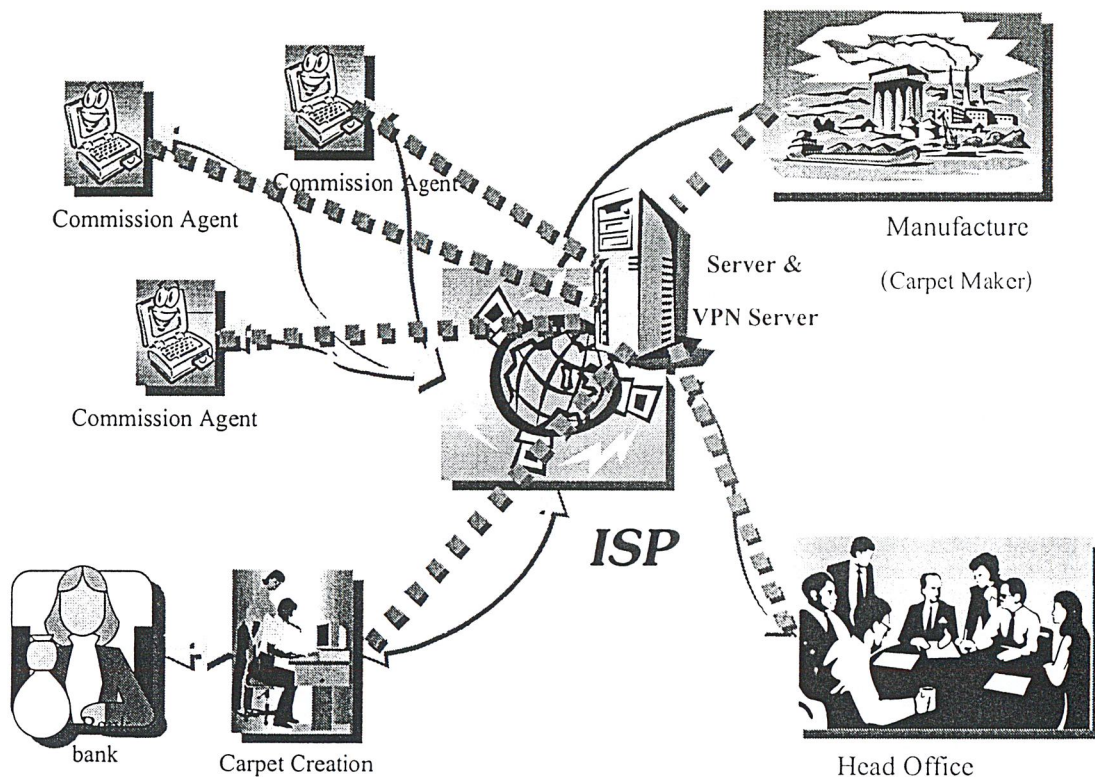 Commission Agent
Commission Agent
Manufacture
(Carpet Maker)
Server &
VPN Server
Commission Agent
ISP
bank
Carpet Creation
Head Office